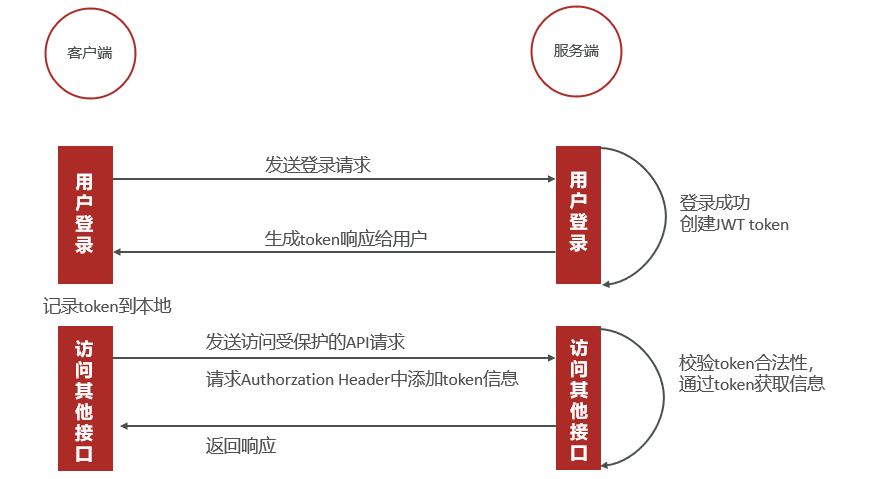 客户端
服务端
用户登录
发送登录请求
用户登录
登录成功
创建JWT token
生成token响应给用户
记录token到本地
访问其他接口
发送访问受保护的API请求
请求Authorzation Header中添加token信息
访问其他接口
校验token合法性，
通过token获取信息
返回响应